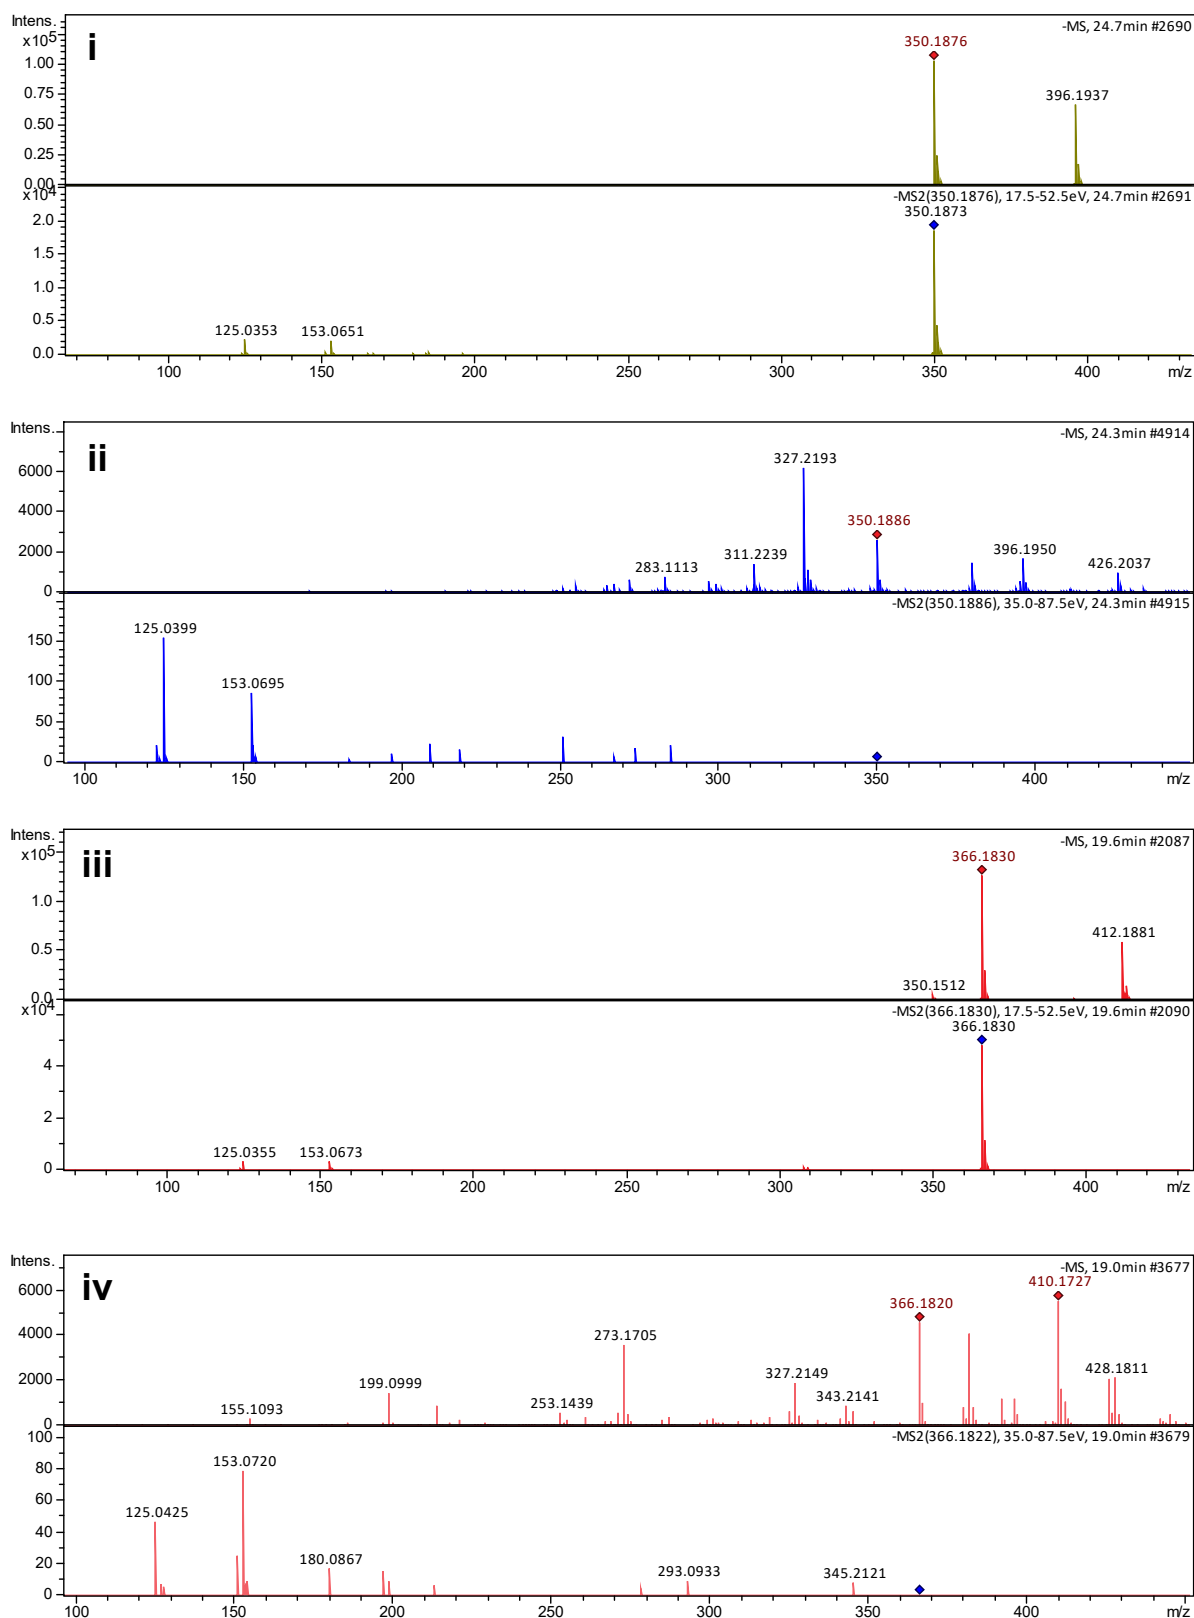 Intens.
x10^5
i
-MS, 24.7min #2690
350.1876
396.1937
1.00
0.75
0.50
0.25
0.00
x10^4
-MS2(350.1876), 17.5-52.5eV, 24.7min #2691
350.1873
2.0
1.5
1.0
0.5
0.0
125.0353
153.0651
100 150 200 250 300 350 400 m/z
Intens.
ii
-MS, 24.3min #4914
327.2193
350.1886
396.1950
426.2037
311.2239
283.1113
6000
4000
2000
0
-MS2(350.1886), 35.0-87.5eV, 24.3min #4915
125.0399
153.0695
150
100
50
0
100 150 200 250 300 350 400 m/z
Intens.
x10^5
iii
-MS, 19.6min #2087
366.1830
412.1881
350.1512
1.0
0.5
0.0
x10^4
-MS2(366.1830), 17.5-52.5eV, 19.6min #2090
366.1830
4
2
0
125.0355
153.0673
100 150 200 250 300 350 400 m/z
Intens.
iv
-MS, 19.0min #3677
410.1727
366.1820
273.1705
327.2149
343.2141
428.1811
199.0999
253.1439
155.1093
6000
4000
2000
0
-MS2(366.1822), 35.0-87.5eV, 19.0min #3679
153.0720
125.0425
180.0867
293.0933
345.2121
100
80
60
40
20
0
100 150 200 250 300 350 400 m/z